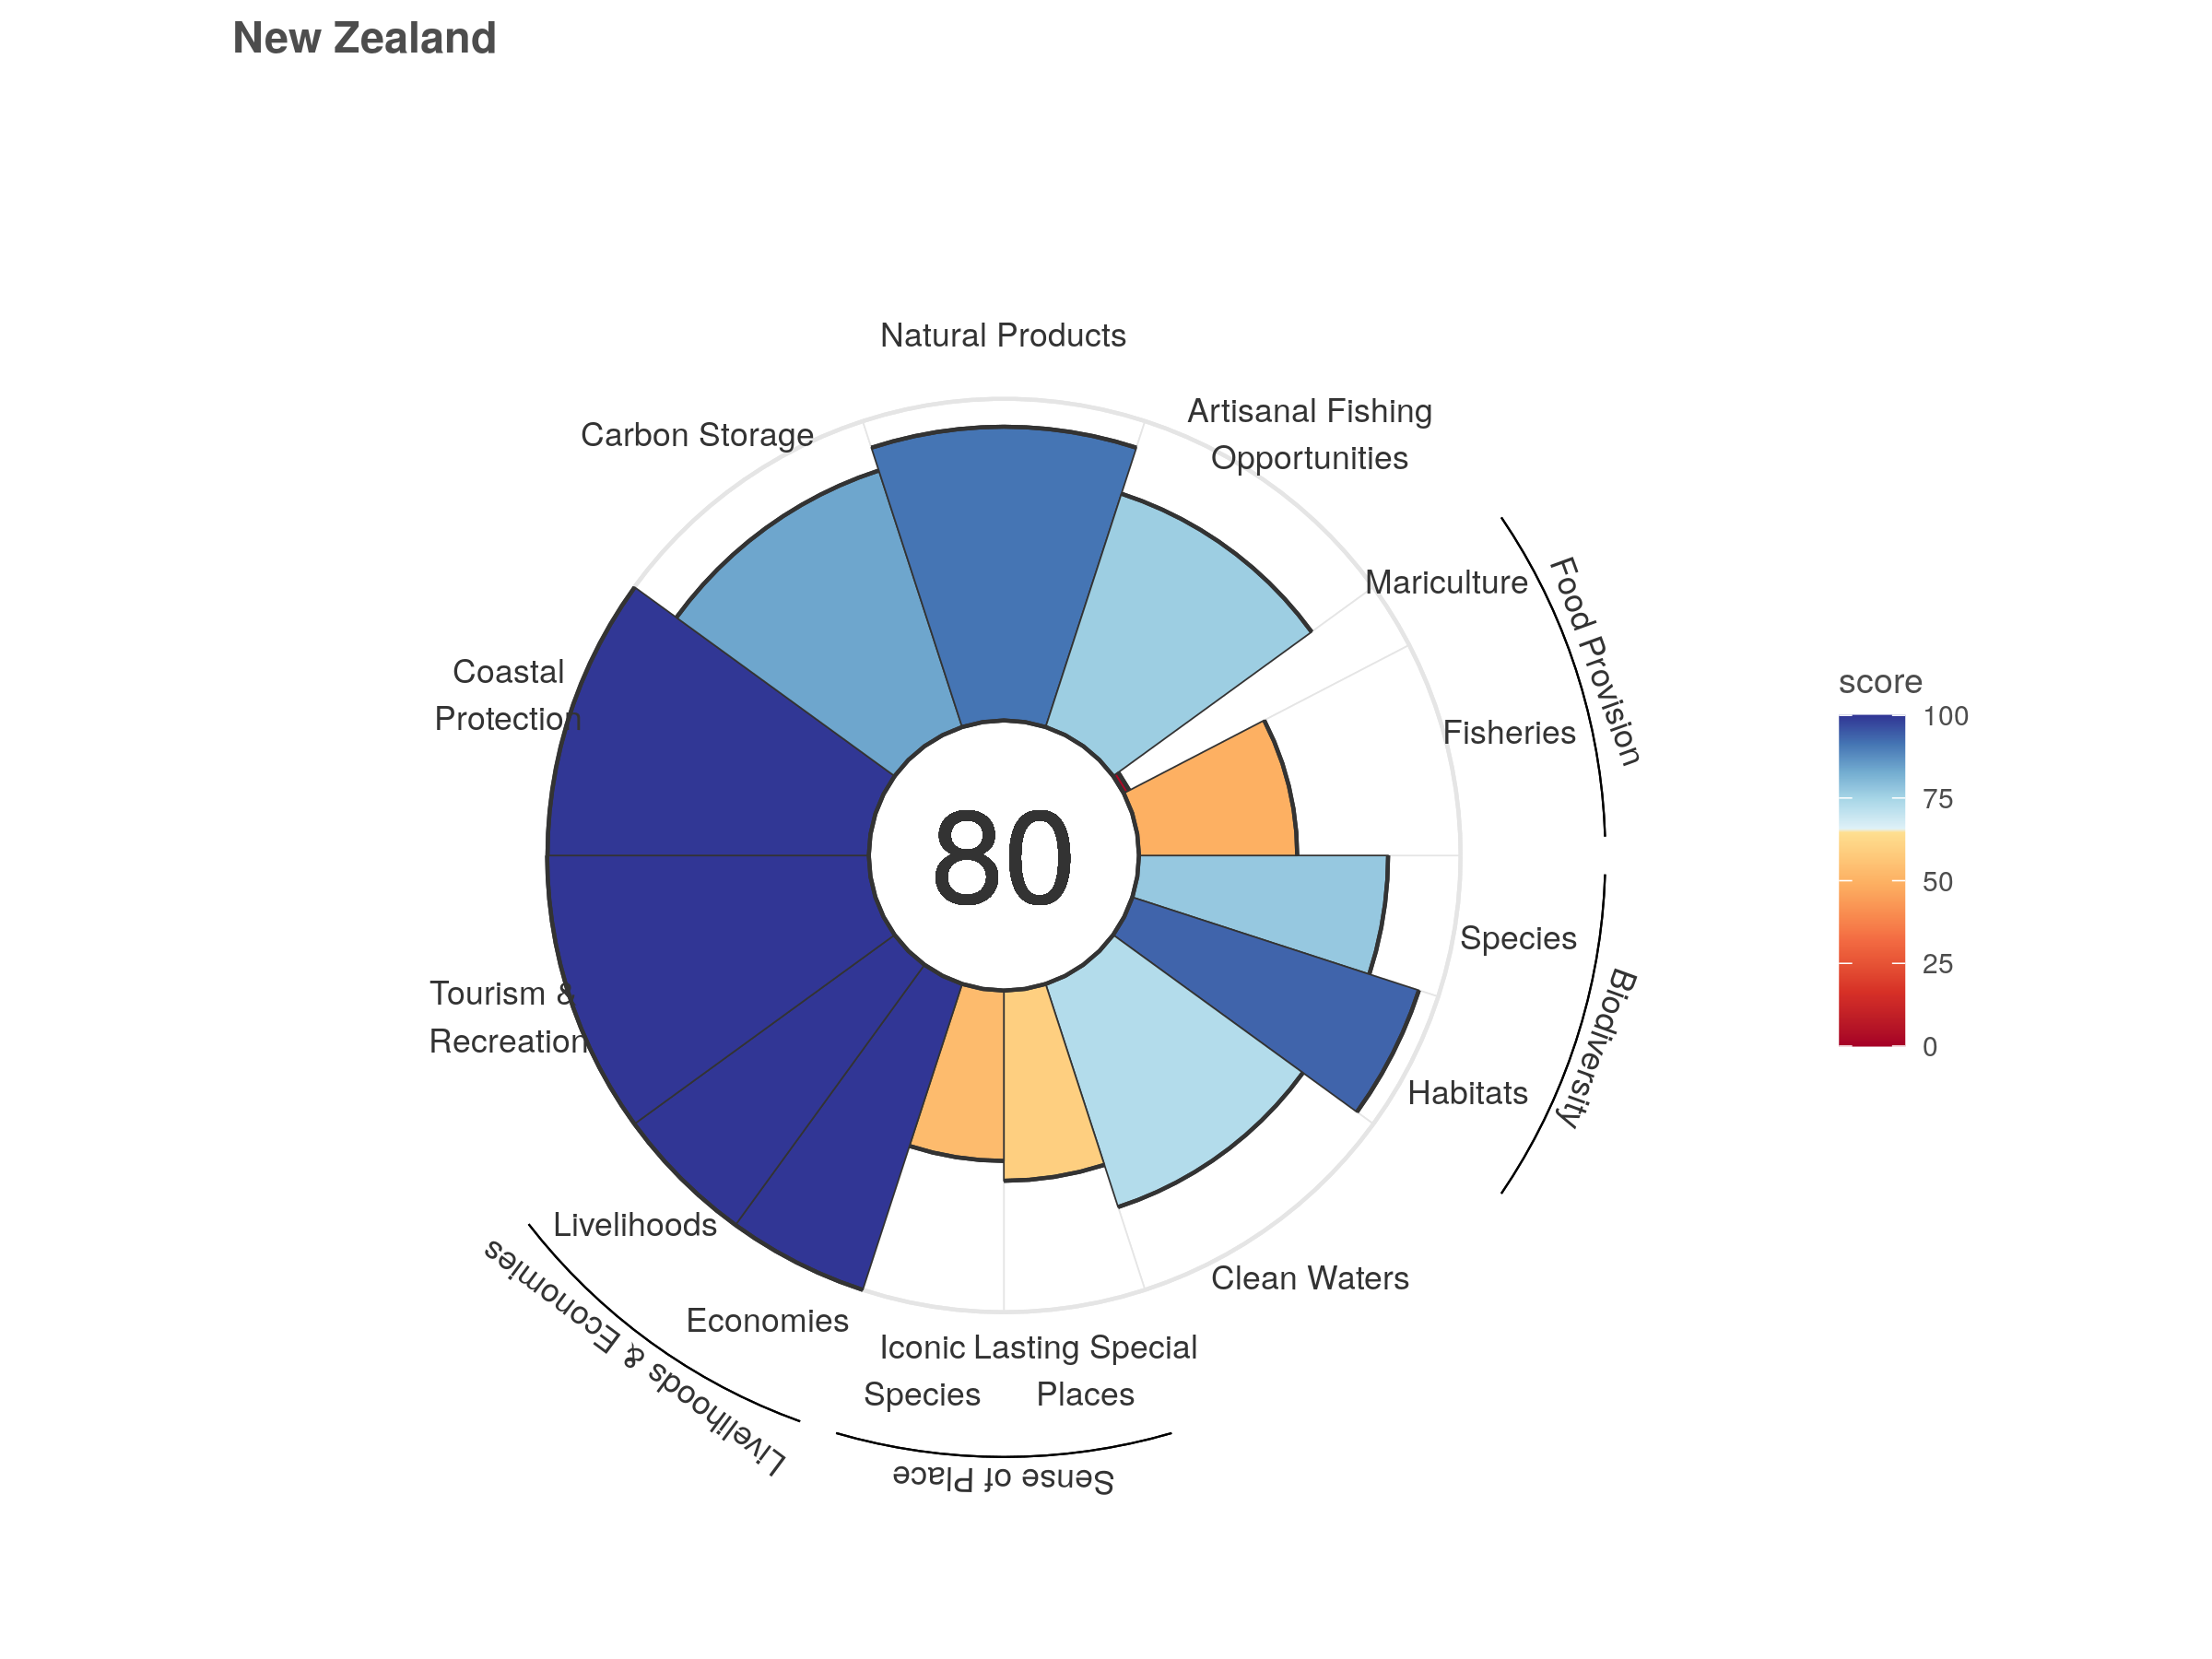 New Zealand
Natural Products
Artisanal Fishing
Opportunities
Carbon Storage
Mariculture
Food Provision
Fisheries
Coastal
Protection
score
100
75
50
25
0
80
Species
Biodiversity
Habitats
Tourism &
Recreation
Livelihoods
Clean Waters
Economies
Livelihoods & Economies
Iconic
Species
Lasting Special
Places
Sense of Place